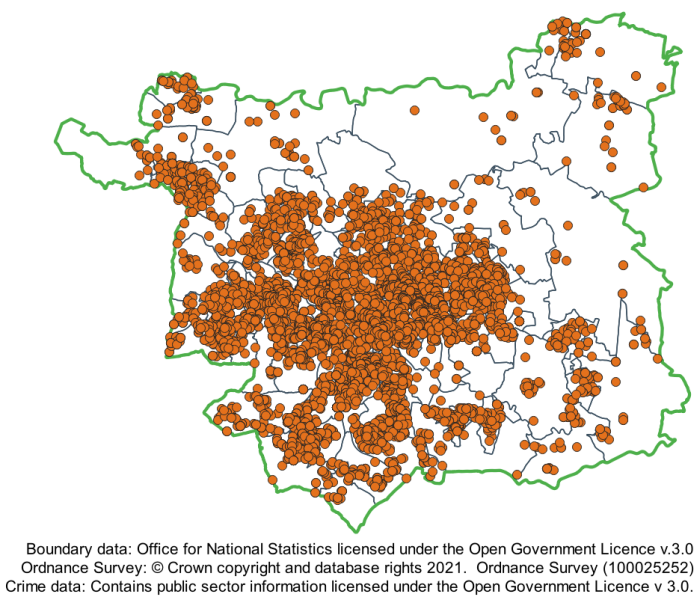 Boundary data: Office for National Statistics licensed under the Open Government Licence v.3.0
Ordnance Survey: © Crown copyright and database rights 2021.  Ordnance Survey (100025252)
Crime data: Contains public sector information licensed under the Open Government Licence v 3.0.